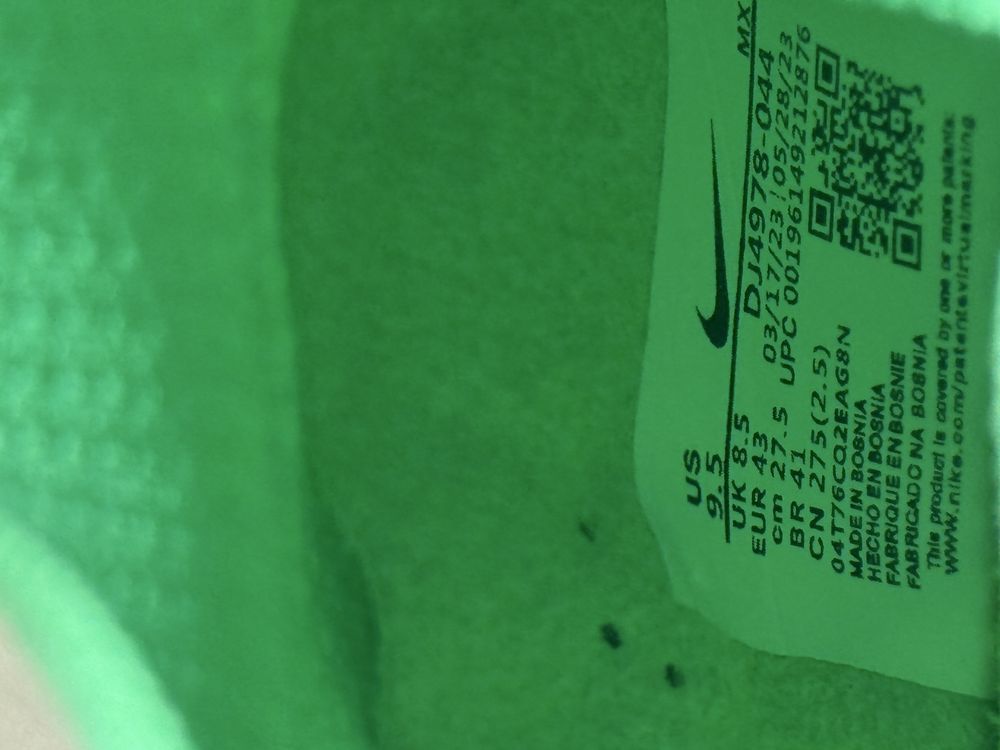 US
9.5
MX
UK 8.5
EUR 43
cm 27.5
BR 41
CN 275(2.5)
DJ4978-044
03/17/23 | 05/28/23
UPC 00196149212876
04T76CQ2EAG8N
MADE IN BOSNIA
HECHO EN BOSNIA
FABRIQUE EN BOSNIE
FABRICADO NA BOSNIA
This product is covered by one or more patents.
www.nike.com/patentevirtualmarking